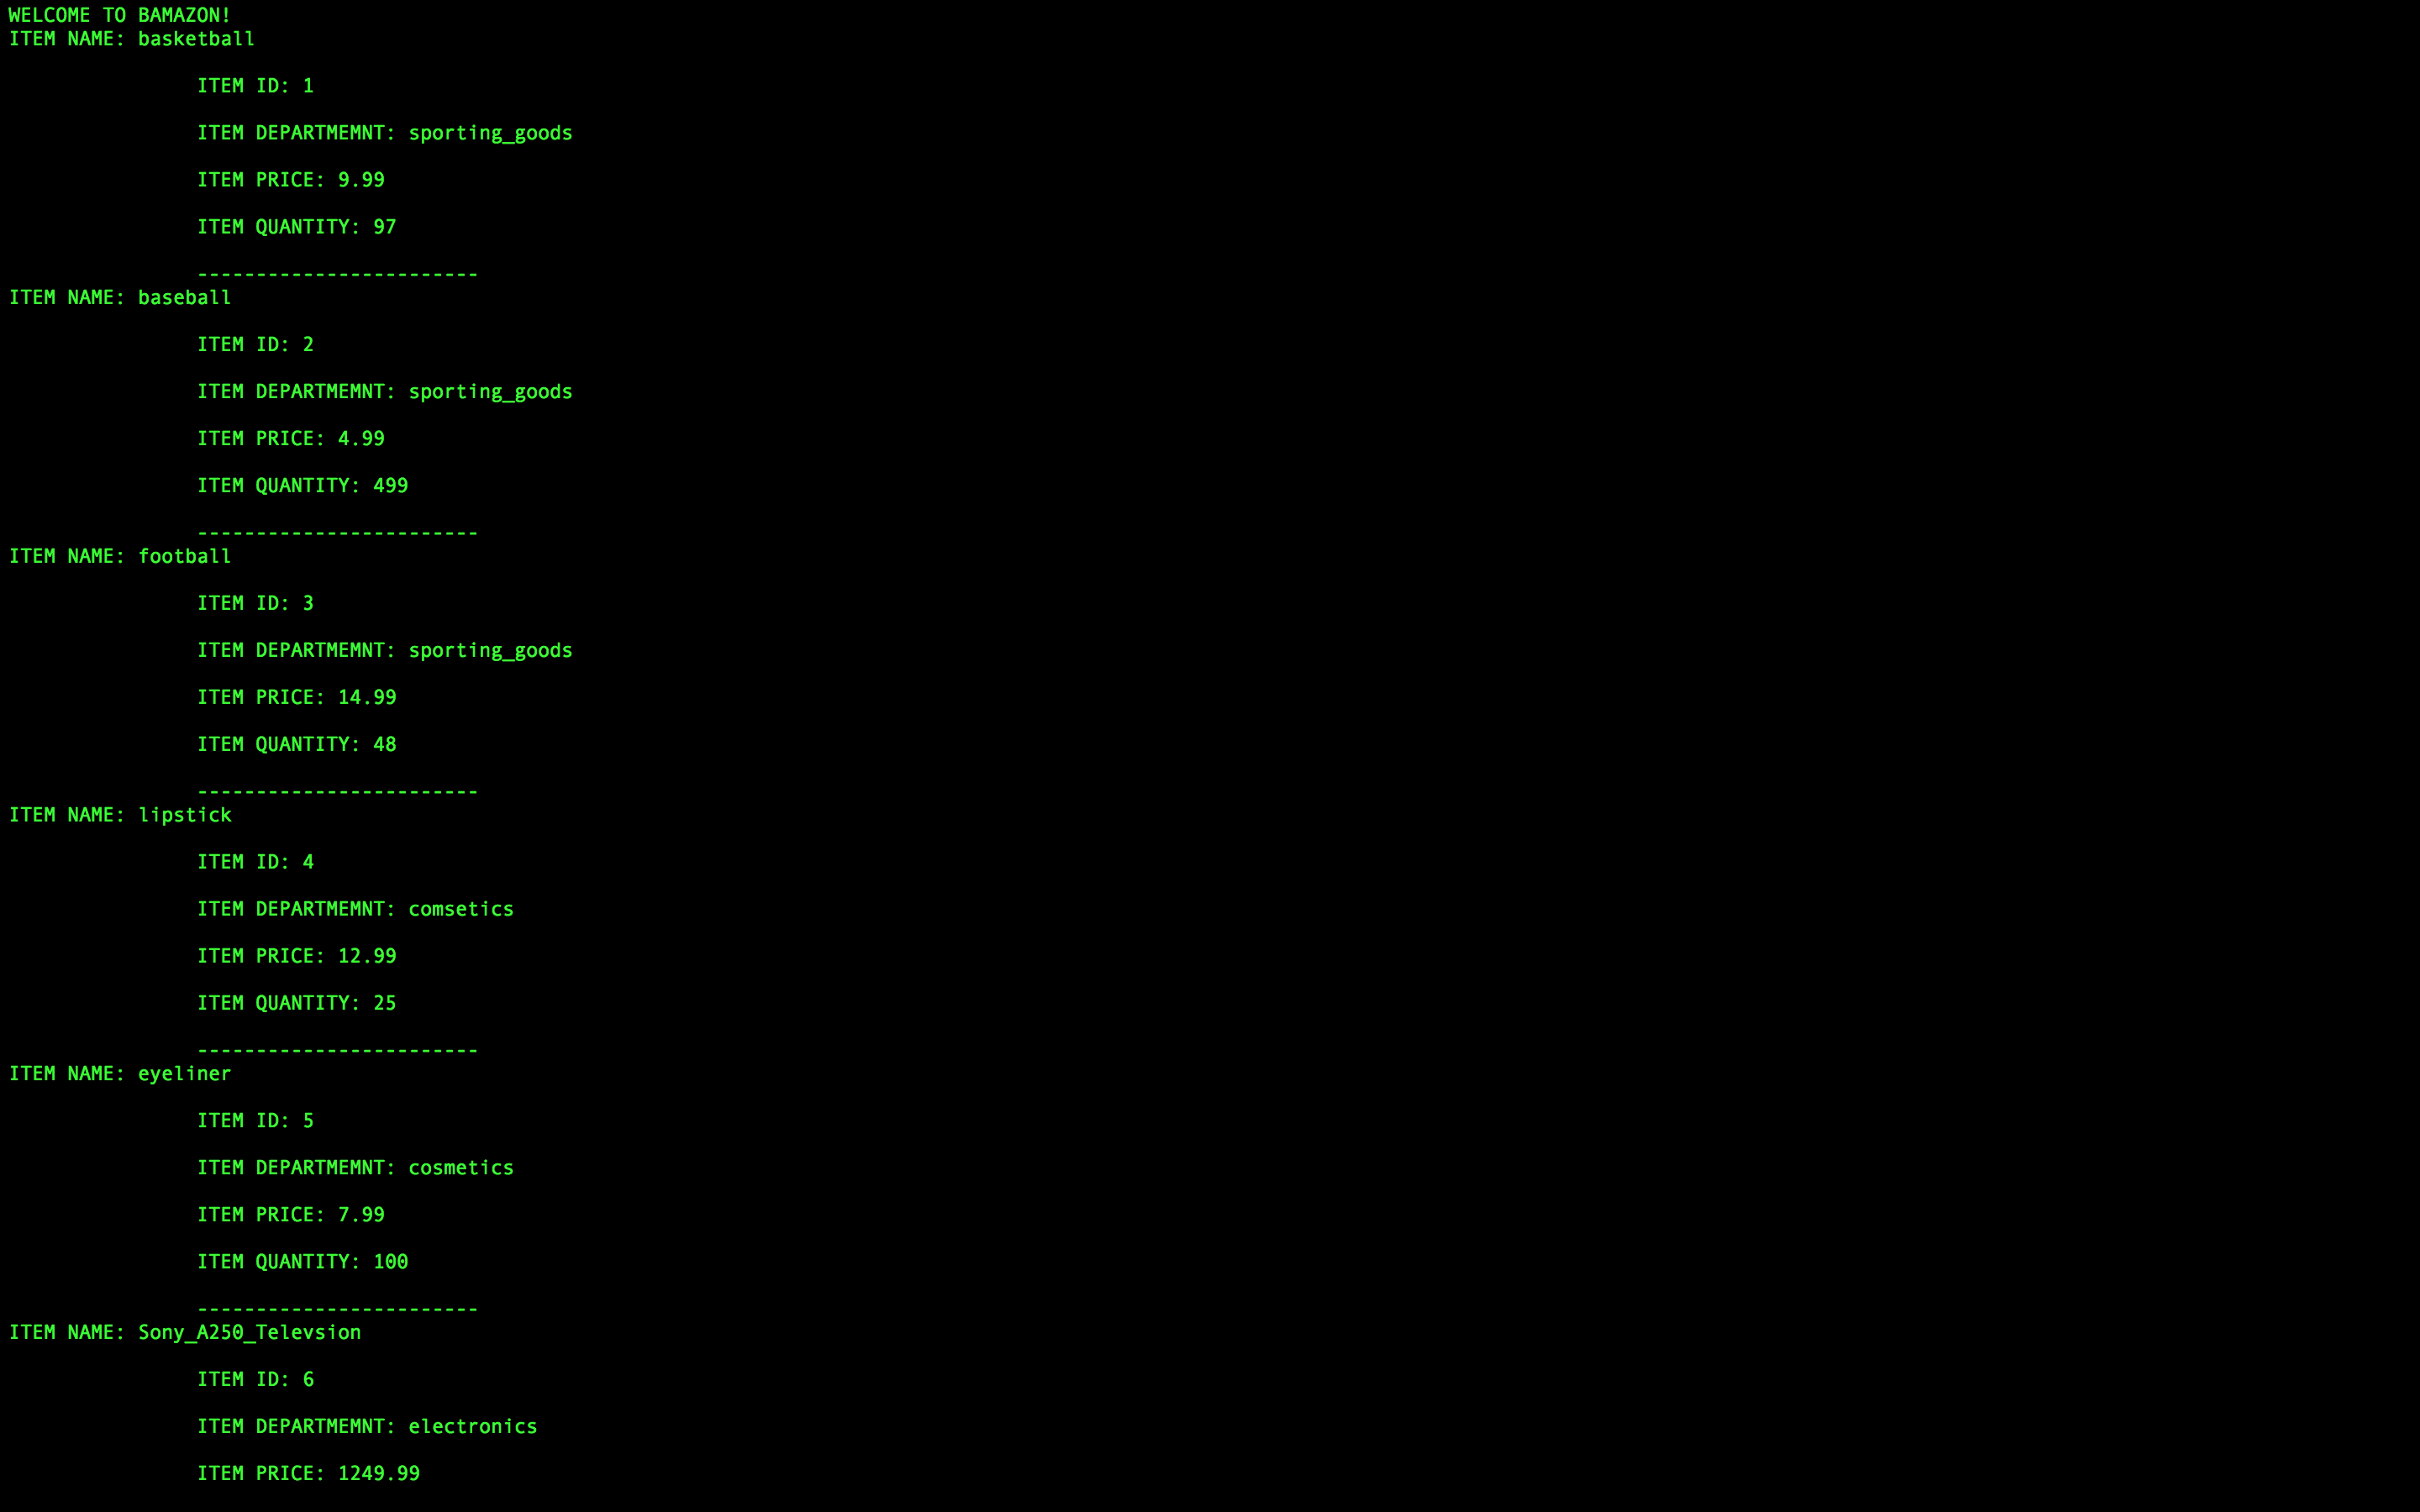 WELCOME TO BAMAZON!
ITEM NAME: basketball
ITEM ID: 1
ITEM DEPARTMEMNT: sporting_goods
ITEM PRICE: 9.99
ITEM QUANTITY: 97
------------------------
ITEM NAME: baseball
ITEM ID: 2
ITEM DEPARTMEMNT: sporting_goods
ITEM PRICE: 4.99
ITEM QUANTITY: 499
------------------------
ITEM NAME: football
ITEM ID: 3
ITEM DEPARTMEMNT: sporting_goods
ITEM PRICE: 14.99
ITEM QUANTITY: 48
------------------------
ITEM NAME: lipstick
ITEM ID: 4
ITEM DEPARTMEMNT: comsetics
ITEM PRICE: 12.99
ITEM QUANTITY: 25
------------------------
ITEM NAME: eyeliner
ITEM ID: 5
ITEM DEPARTMEMNT: cosmetics
ITEM PRICE: 7.99
ITEM QUANTITY: 100
------------------------
ITEM NAME: Sony_A250_Televsion
ITEM ID: 6
ITEM DEPARTMEMNT: electronics
ITEM PRICE: 1249.99